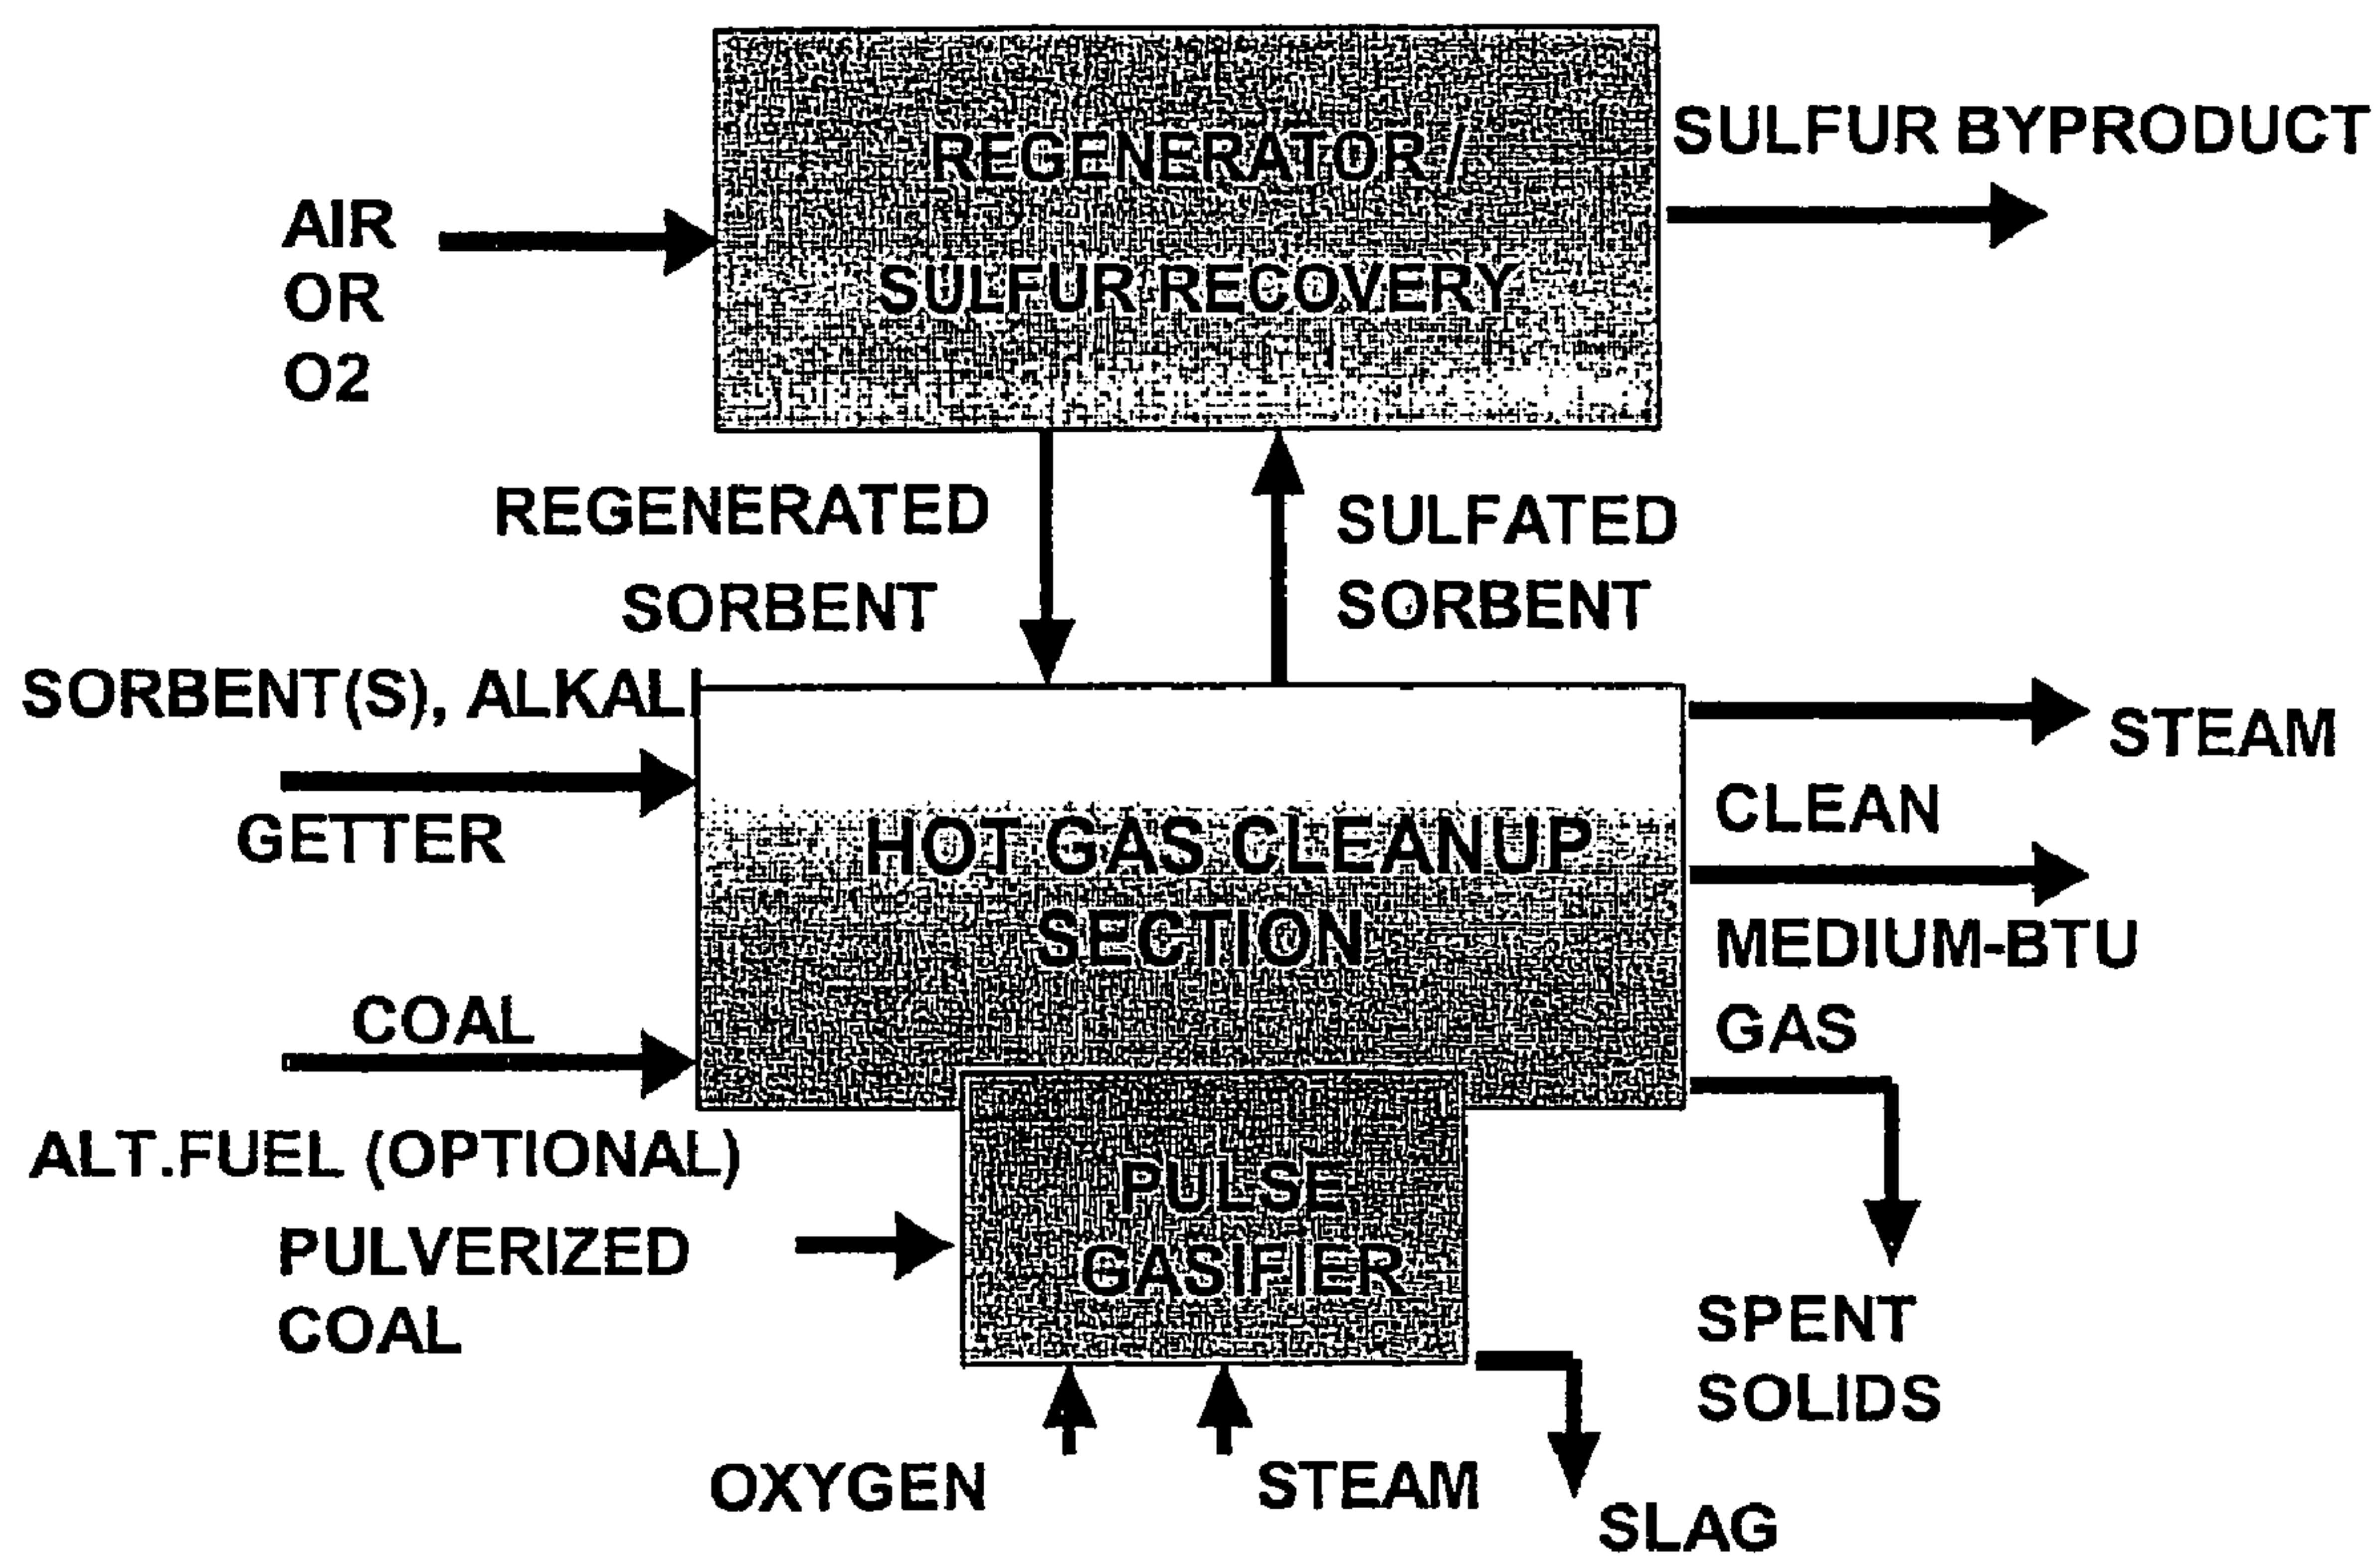 REGENERATOR /
SULFUR RECOVERY
SULFUR BYPRODUCT
AIR
OR
O2
REGENERATED
SORBENT
SULFATED
SORBENT
SORBENT(S), ALKALI
GETTER
STEAM
HOT GAS CLEANUP
SECTION
CLEAN
MEDIUM-BTU
GAS
COAL
ALT.FUEL (OPTIONAL)
PULVERIZED
COAL
PULSE
GASIFIER
SPENT
SOLIDS
OXYGEN
STEAM
SLAG